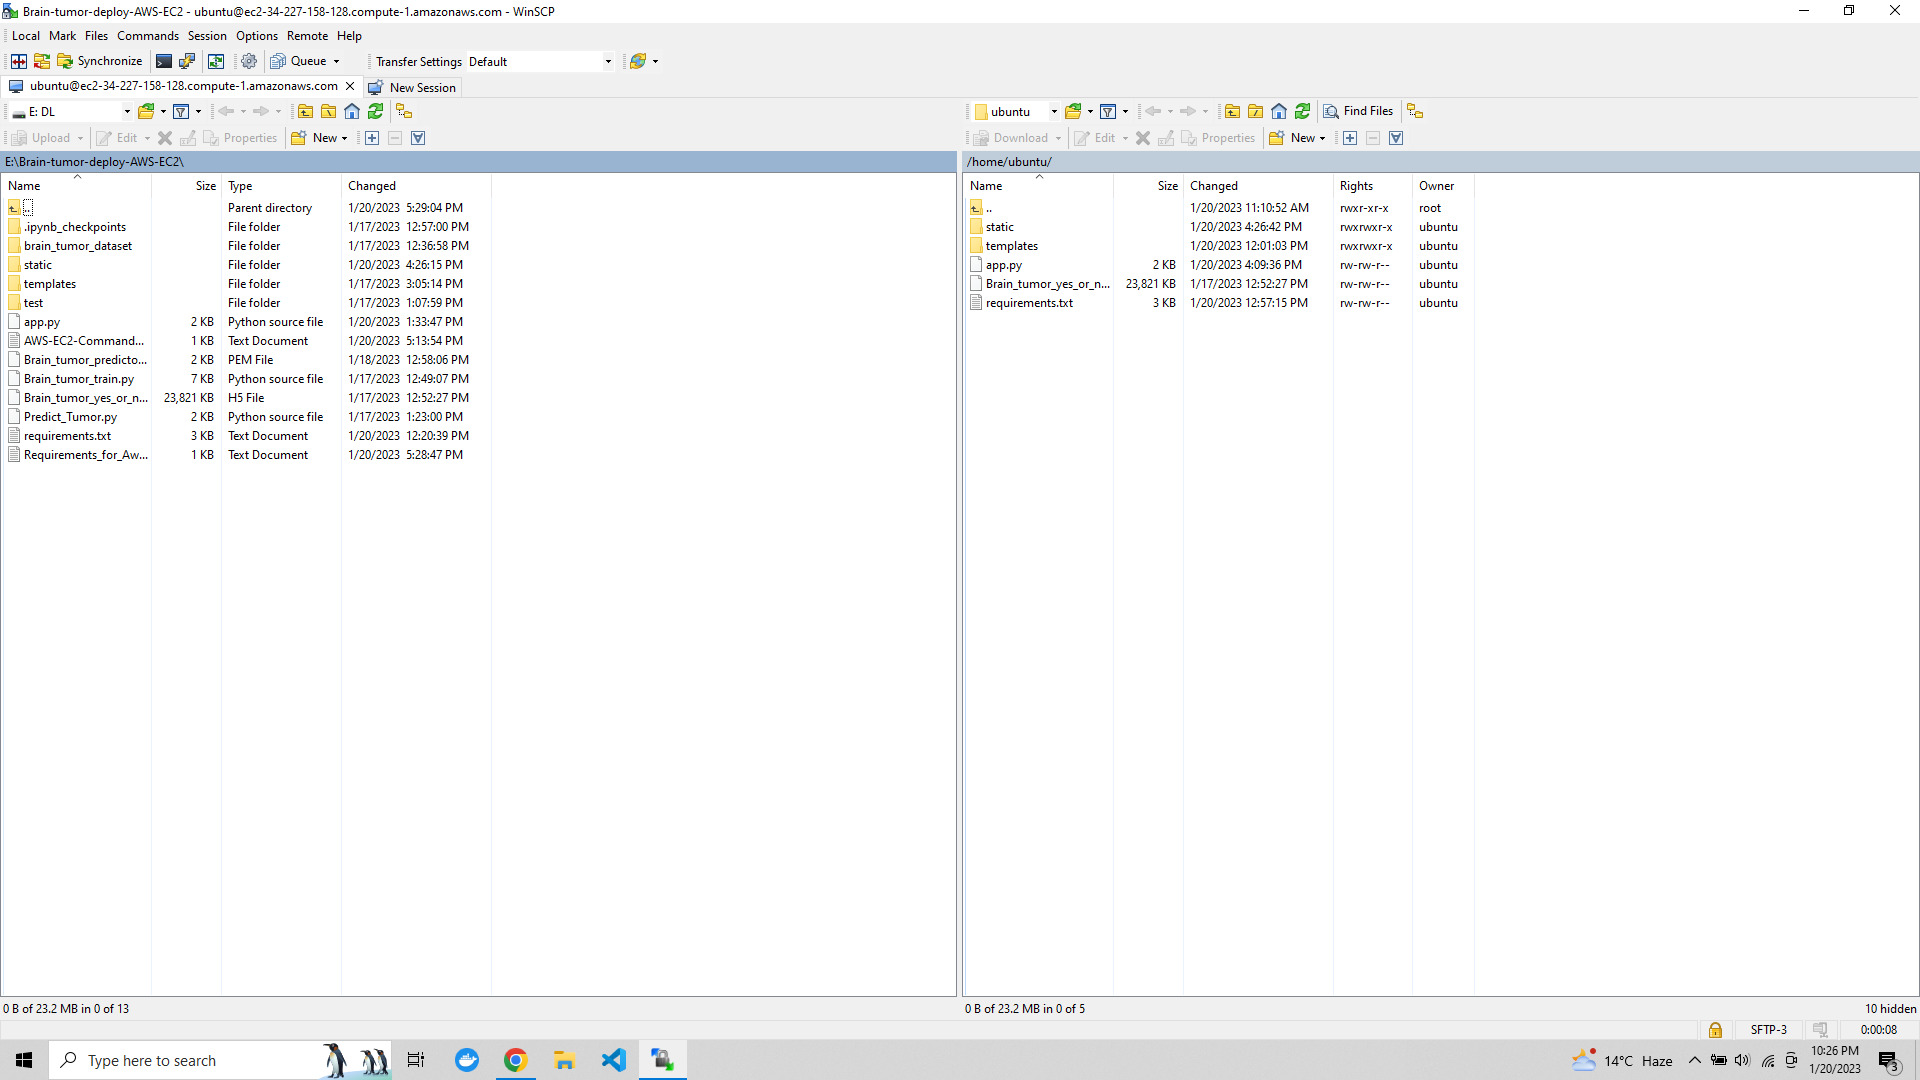 Brain-tumor-deploy-AWS-EC2 - ubuntu@ec2-34-227-158-128.compute-1.amazonaws.com - WinSCP
Local Mark Files Commands Session Options Remote Help
Synchronize Queue Transfer Settings Default
ubuntu@ec2-34-227-158-128.compute-1.amazonaws.com New Session
E: DL
Upload Edit Properties New
E:\Brain-tumor-deploy-AWS-EC2\
Name Size Type Changed
.. Parent directory 1/20/2023 5:29:04 PM
.ipynb_checkpoints File folder 1/17/2023 12:57:00 PM
brain_tumor_dataset File folder 1/17/2023 12:36:58 PM
static File folder 1/20/2023 4:26:15 PM
templates File folder 1/17/2023 3:05:14 PM
test File folder 1/17/2023 1:07:59 PM
app.py 2 KB Python source file 1/20/2023 1:33:47 PM
AWS-EC2-Command... 1 KB Text Document 1/20/2023 5:13:54 PM
Brain_tumor_predicto... 2 KB PEM File 1/18/2023 12:58:06 PM
Brain_tumor_train.py 7 KB Python source file 1/17/2023 12:49:07 PM
Brain_tumor_yes_or_n... 23,821 KB H5 File 1/17/2023 12:52:27 PM
Predict_Tumor.py 2 KB Python source file 1/17/2023 1:23:00 PM
requirements.txt 3 KB Text Document 1/20/2023 12:20:39 PM
Requirements_for_Aw... 1 KB Text Document 1/20/2023 5:28:47 PM
0 B of 23.2 MB in 0 of 13
ubuntu Find Files
Download Edit Properties New
/home/ubuntu/
Name Size Changed Rights Owner
.. 1/20/2023 11:10:52 AM rwxr-xr-x root
static 1/20/2023 4:26:42 PM rwxrwxr-x ubuntu
templates 1/20/2023 12:01:03 PM rwxrwxr-x ubuntu
app.py 2 KB 1/20/2023 4:09:36 PM rw-rw-r-- ubuntu
Brain_tumor_yes_or_n... 23,821 KB 1/17/2023 12:52:27 PM rw-rw-r-- ubuntu
requirements.txt 3 KB 1/20/2023 12:57:15 PM rw-rw-r-- ubuntu
0 B of 23.2 MB in 0 of 5 10 hidden
SFTP-3 0:00:08
Type here to search 14°C Haze 10:26 PM
1/20/2023 3